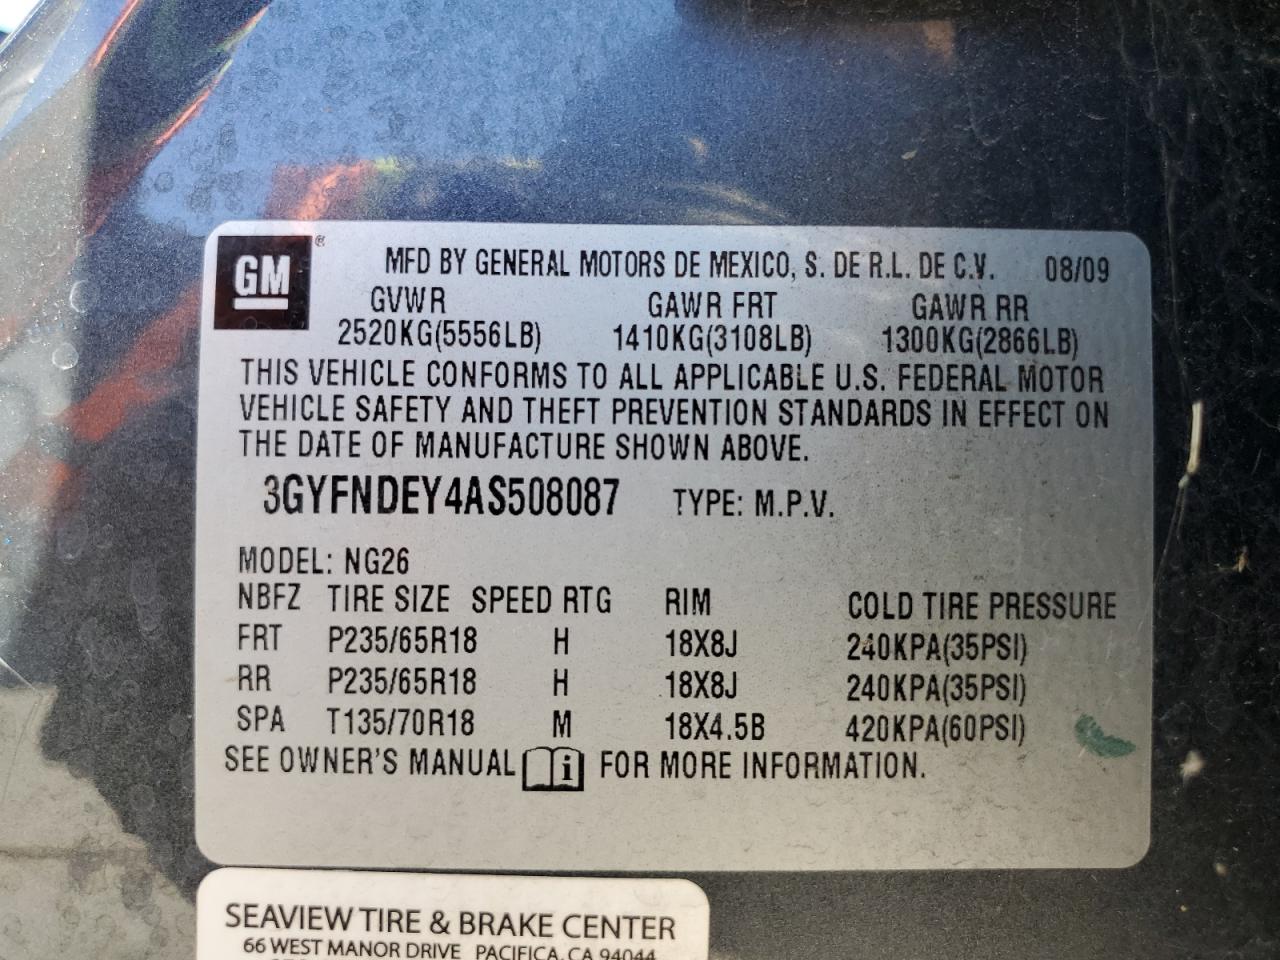 GM ® MFD BY GENERAL MOTORS DE MEXICO, S. DE R.L. DE C.V. 08/09
GVWR GAWR FRT GAWR RR
2520KG(5556LB) 1410KG(3108LB) 1300KG(2866LB)
THIS VEHICLE CONFORMS TO ALL APPLICABLE U.S. FEDERAL MOTOR
VEHICLE SAFETY AND THEFT PREVENTION STANDARDS IN EFFECT ON
THE DATE OF MANUFACTURE SHOWN ABOVE.
3GYFNDEY4AS508087 TYPE: M.P.V.
MODEL: NG26
NBFZ TIRE SIZE SPEED RTG RIM COLD TIRE PRESSURE
FRT P235/65R18 H 18X8J 240KPA(35PSI)
RR P235/65R18 H 18X8J 240KPA(35PSI)
SPA T135/70R18 M 18X4.5B 420KPA(60PSI)
SEE OWNER'S MANUAL i FOR MORE INFORMATION.
SEAVIEW TIRE & BRAKE CENTER
66 WEST MANOR DRIVE PACIFICA, CA 94044